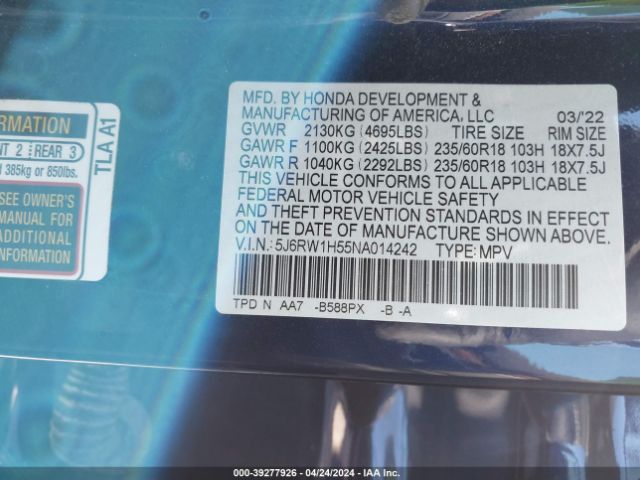 RMATION
NT 2 REAR 3
d 385kg or 850lbs.
SEE OWNER'S
MANUAL FOR
ADDITIONAL
INFORMATION
TLA A1
MFD. BY HONDA DEVELOPMENT &
MANUFACTURING OF AMERICA, LLC 03/22
GVWR 2130KG (4695LBS) TIRE SIZE RIM SIZE
GAWR F 1100KG (2425LBS) 235/60R18 103H 18X7.5J
GAWR R 1040KG (2292LBS) 235/60R18 103H 18X7.5J
THIS VEHICLE CONFORMS TO ALL APPLICABLE
FEDERAL MOTOR VEHICLE SAFETY
AND THEFT PREVENTION STANDARDS IN EFFECT
ON THE DATE OF MANUFACTURE SHOWN ABOVE.
V.I.N.: 5J6RW1H55NA014242 TYPE: MPV
TPD N AA7 -B588PX -B -A
000-39277926 - 04/24/2024 - IAA Inc.